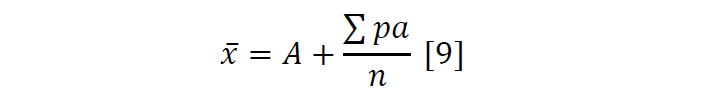 x̄ = A + ∑ pa / n [9]